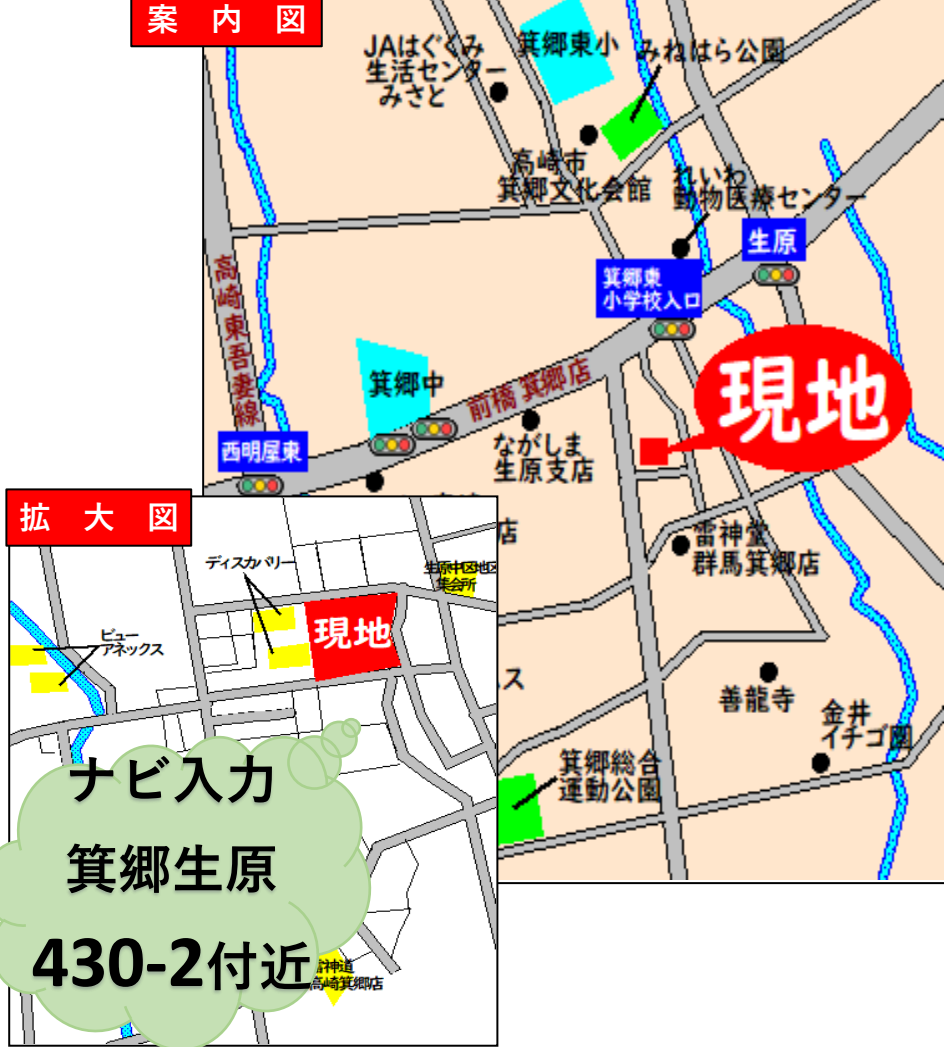 案 内 図
JAはぐくみ
生活センター
みさと
箕郷東小
みねはら公園
高崎市
箕郷文化会館
れいわ
動物医療センター
生原
箕郷東
小学校入口
高崎東吾妻線
箕郷中
前橋 箕郷店
現地
西明屋東
ながしま
生原支店
店
雷神堂
群馬箕郷店
ス
善龍寺
金井
イチゴ園
箕郷総合
運動公園
拡 大 図
ディスカバリー
生原中区地区
集会所
現地
ビュー
アネックス
ナビ入力
箕郷生原
430-2付近
雷神道
高崎箕郷店